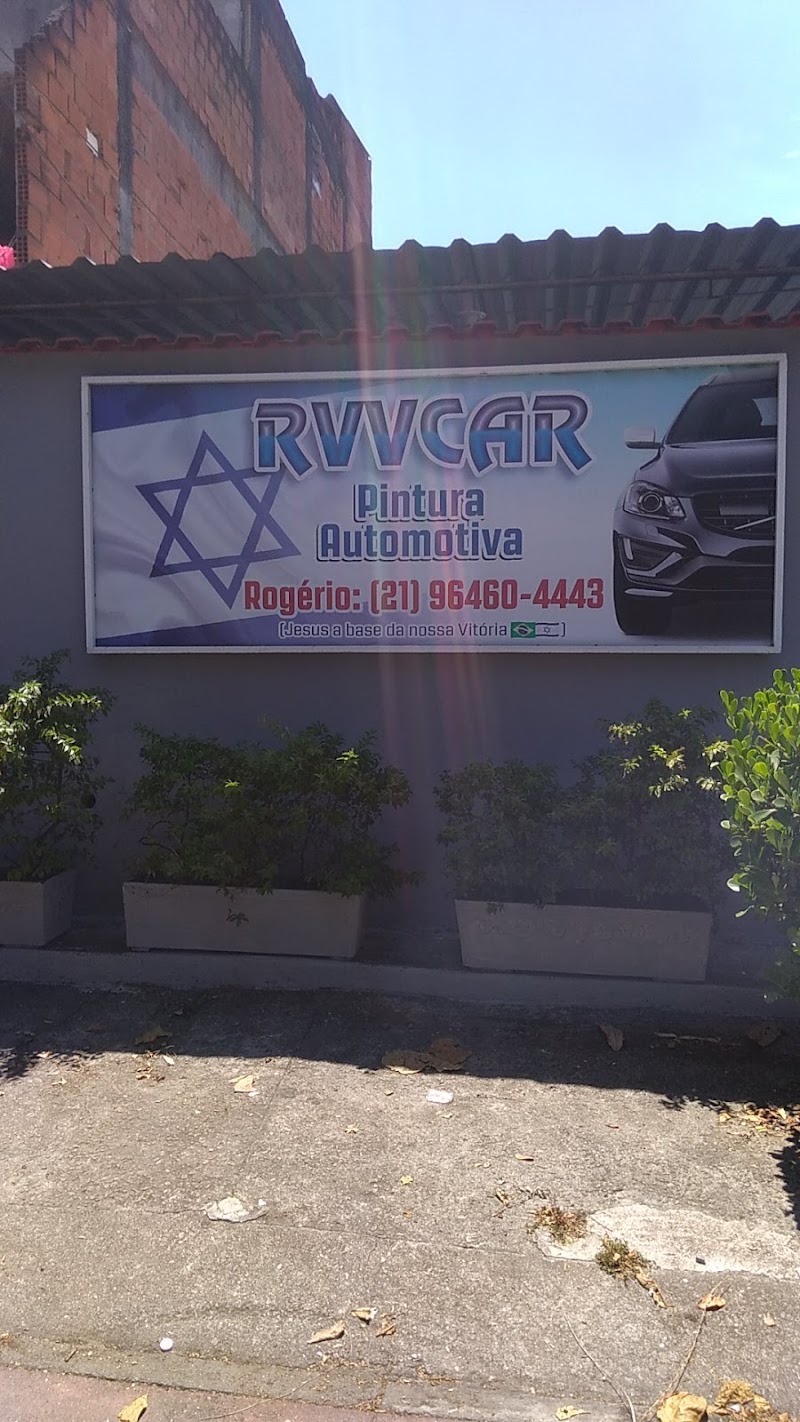 RVVCAR
Pintura
Automotiva
Rogério: (21) 96460-4443
(Jesus a base da nossa Vitória 🇧🇷🇮🇱)